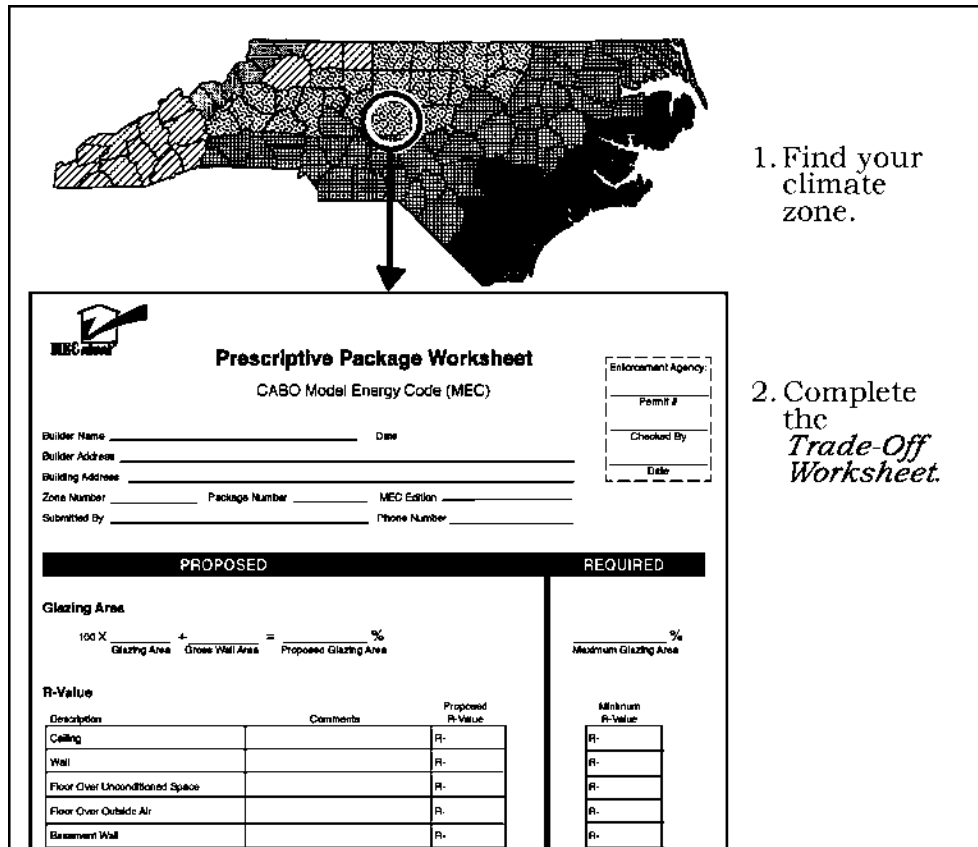 1. Find your
climate
zone.
MECcheck
Prescriptive Package Worksheet
CABO Model Energy Code (MEC)
Enforcement Agency:
Permit #
Checked By
Date
2. Complete
the
Trade-Off
Worksheet.
Builder Name Date
Builder Address
Building Address
Zone Number Package Number MEC Edition
Submitted By Phone Number
PROPOSED REQUIRED
Glazing Area
100 X ÷ = % %
Glazing Area Gross Wall Area Proposed Glazing Area Maximum Glazing Area
R-Value
Description Comments Proposed R-Value Minimum R-Value
Ceiling R- R-
Wall R- R-
Floor Over Unconditioned Space R- R-
Floor Over Outside Air R- R-
Basement Wall R- R-